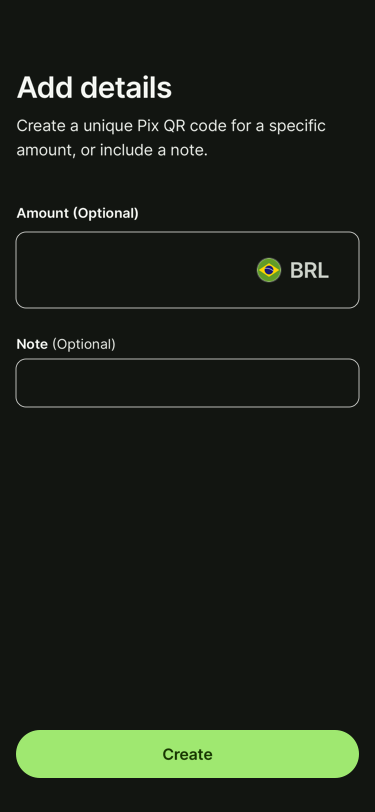 Add details
Create a unique Pix QR code for a specific
amount, or include a note.
Amount (Optional)
BRL
Note (Optional)
Create